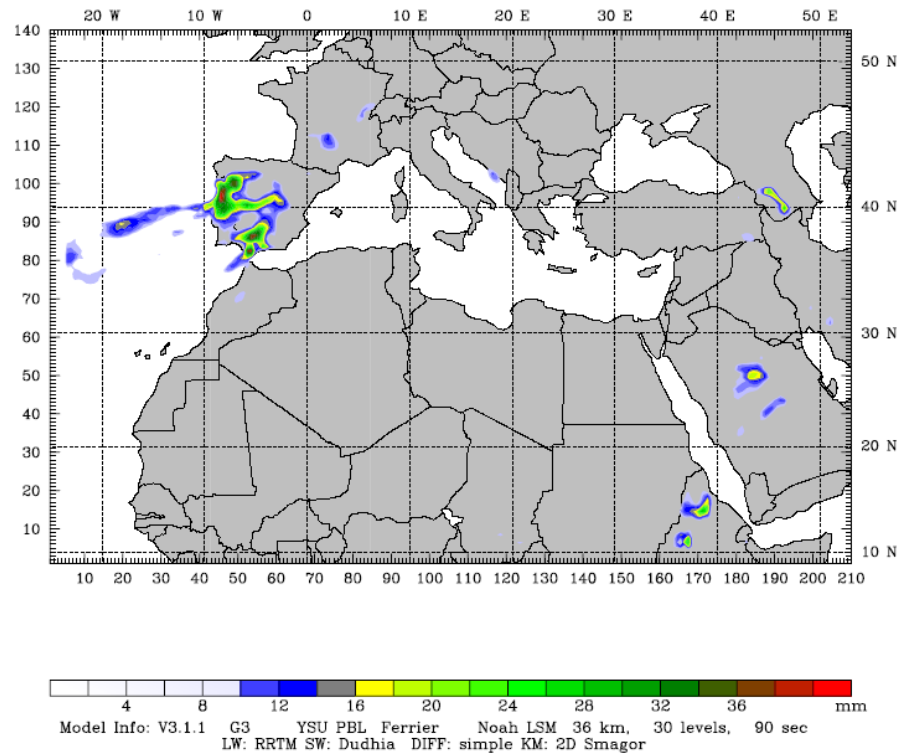 20 W 10 W 0 10 E 20 E 30 E 40 E 50 E
140
130
120
110
100
90
80
70
60
50
40
30
20
10
50 N
40 N
30 N
20 N
10 N
10 20 30 40 50 60 70 80 90 100 110 120 130 140 150 160 170 180 190 200 210
4 8 12 16 20 24 28 32 36 mm
Model Info: V3.1.1 G3 YSU PBL Ferrier Noah LSM 36 km, 30 levels, 90 sec
LW: RRTM SW: Dudhia DIFF: simple KM: 2D Smagor